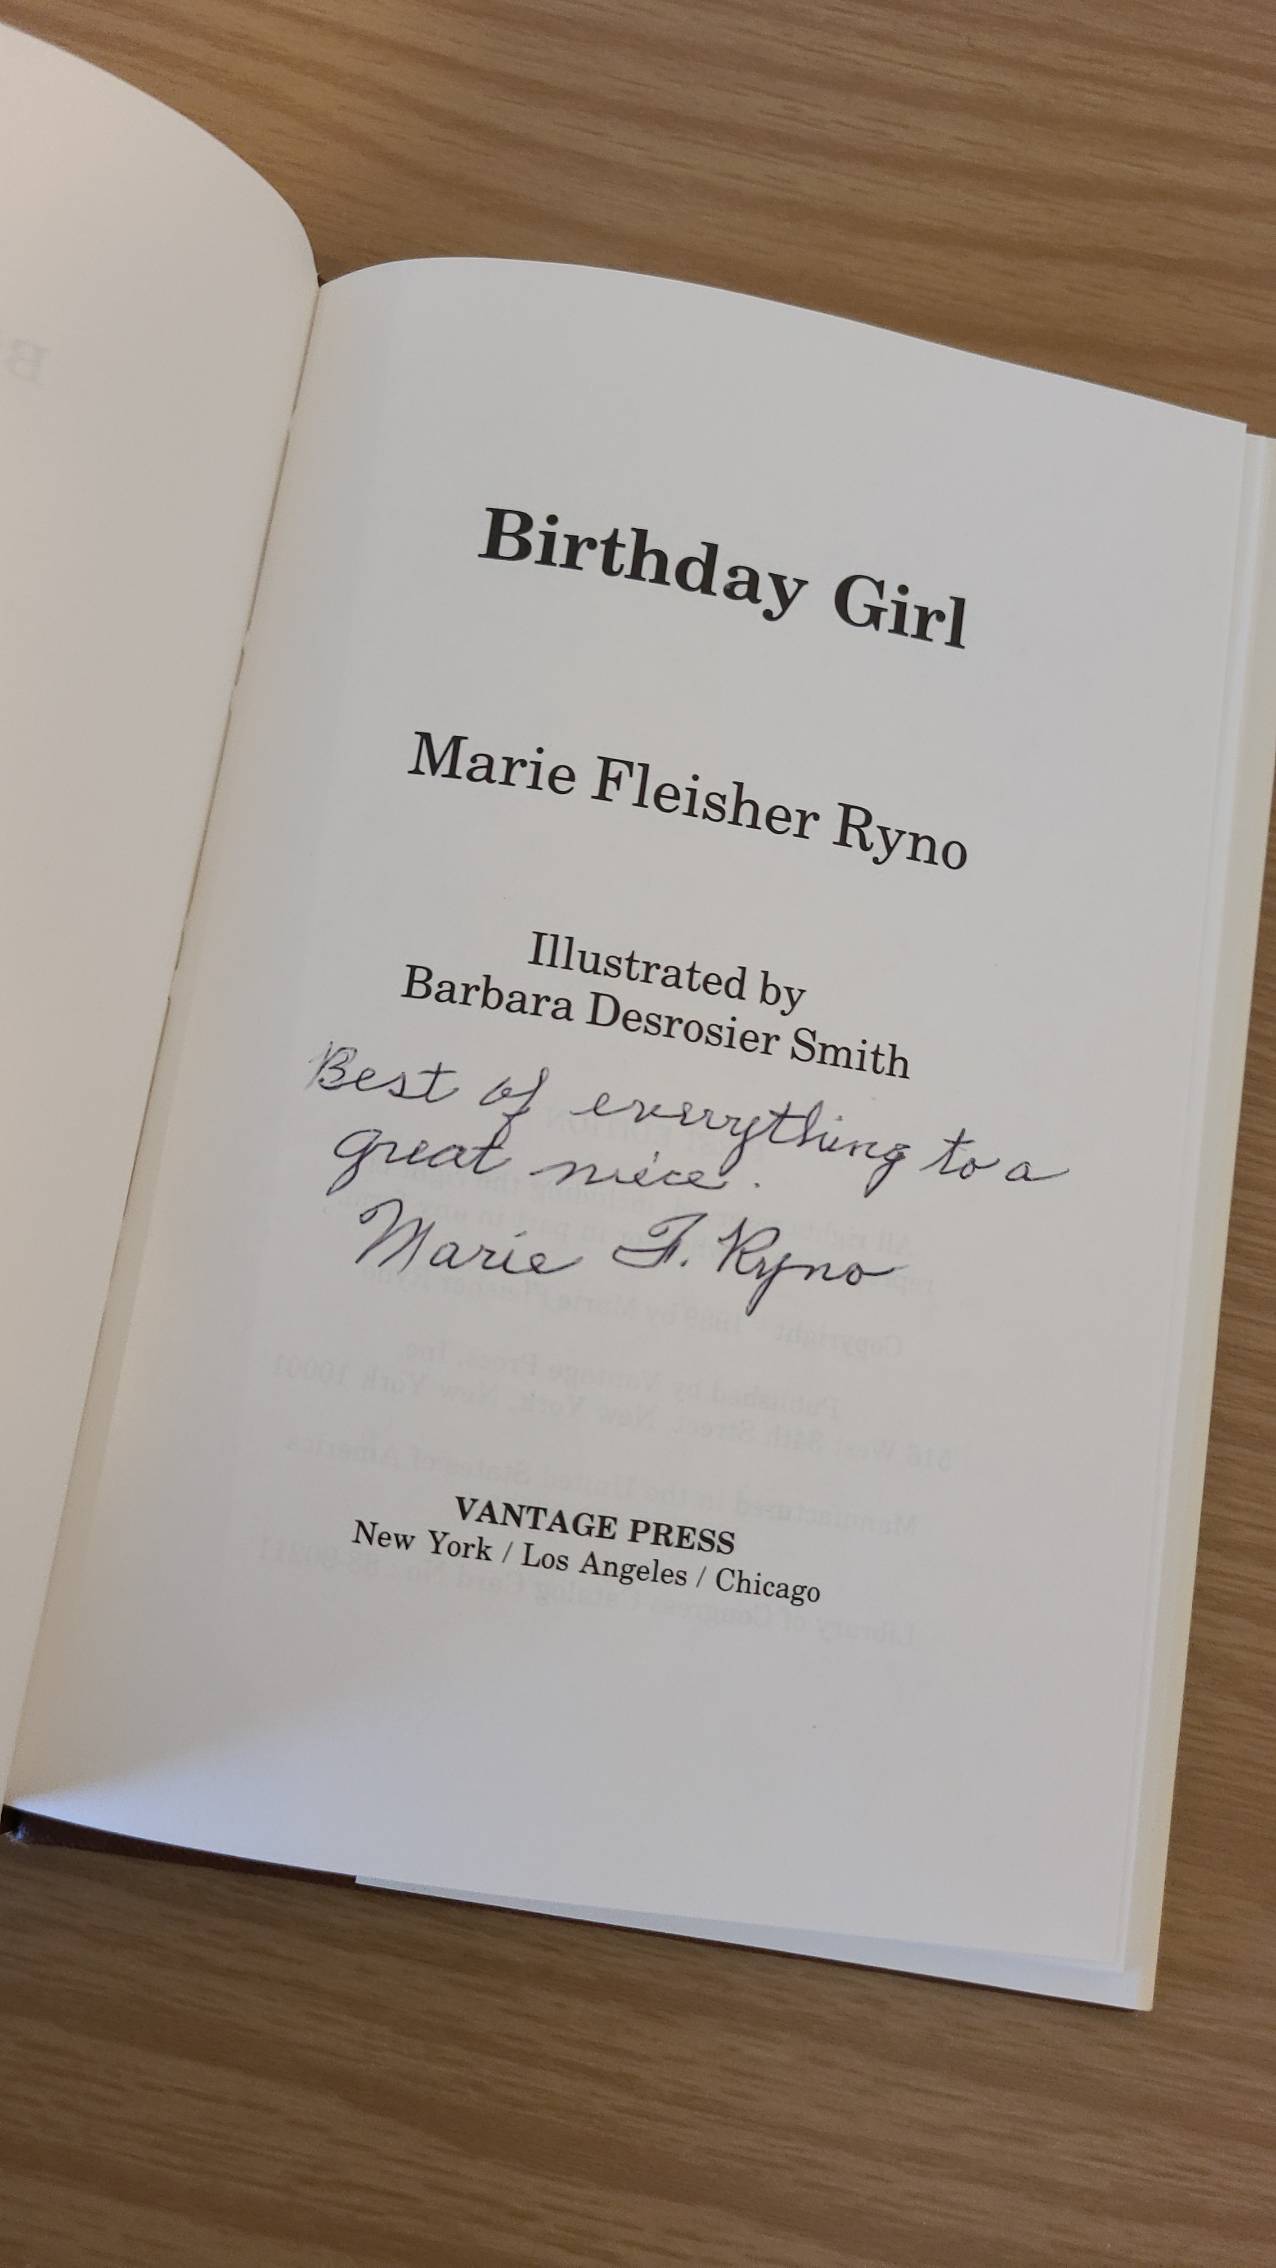 Birthday Girl
Marie Fleisher Ryno
Illustrated by
Barbara Desrosier Smith
Best of everything to a
great niece.
Marie F. Ryno
VANTAGE PRESS
New York / Los Angeles / Chicago